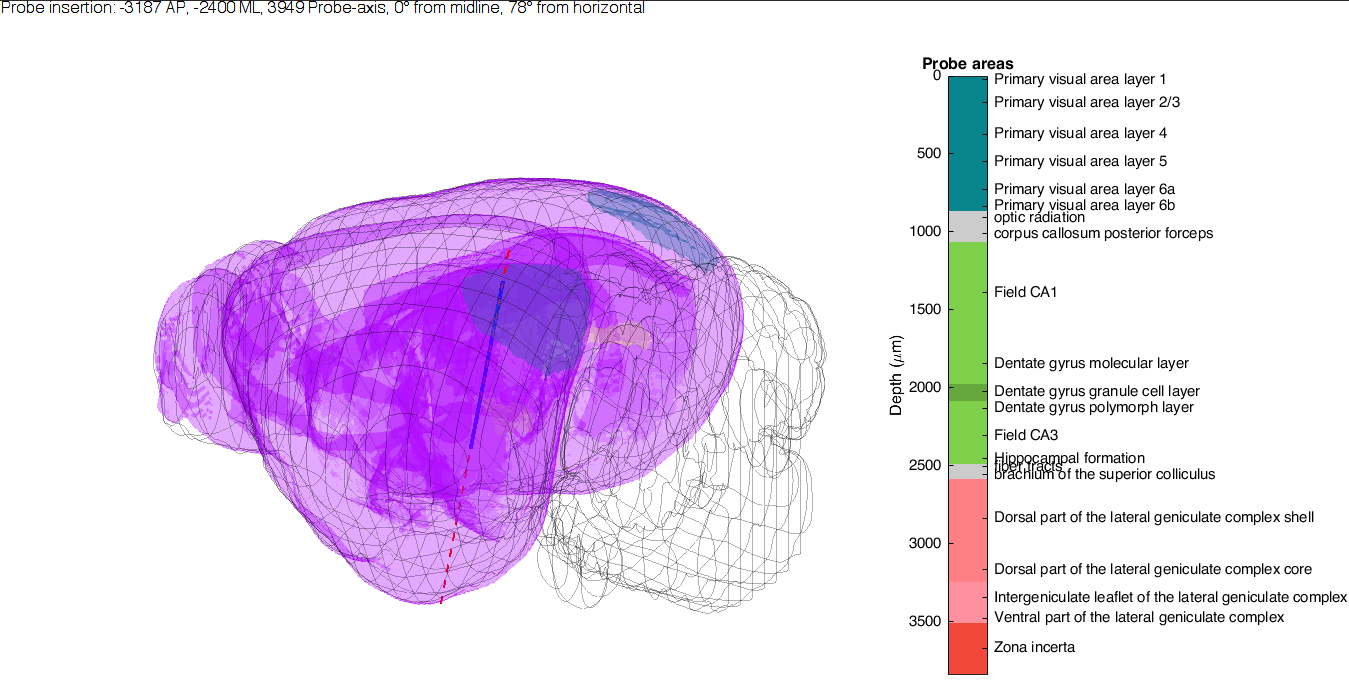 Probe insertion: -3187 AP, -2400 ML, 3949 Probe-axis, 0° from midline, 78° from horizontal
Probe areas
0
500
1000
1500
2000
2500
3000
3500
Depth (μm)
Primary visual area layer 1
Primary visual area layer 2/3
Primary visual area layer 4
Primary visual area layer 5
Primary visual area layer 6a
Primary visual area layer 6b
optic radiation
corpus callosum posterior forceps
Field CA1
Dentate gyrus molecular layer
Dentate gyrus granule cell layer
Dentate gyrus polymorph layer
Field CA3
Hippocampal formation
fiber tracts
brachium of the superior colliculus
Dorsal part of the lateral geniculate complex shell
Dorsal part of the lateral geniculate complex core
Intergeniculate leaflet of the lateral geniculate complex
Ventral part of the lateral geniculate complex
Zona incerta